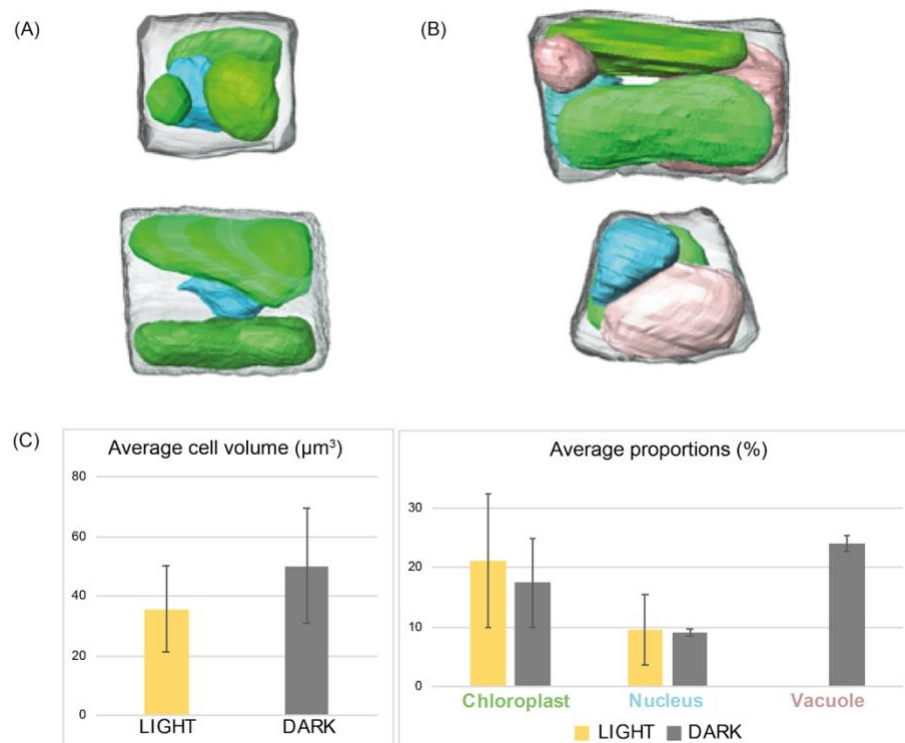 (A)
(B)
(C)
Average cell volume (µm³)
80
60
40
20
0
LIGHT
DARK
Average proportions (%)
30
20
10
0
Chloroplast
Nucleus
Vacuole
LIGHT
DARK